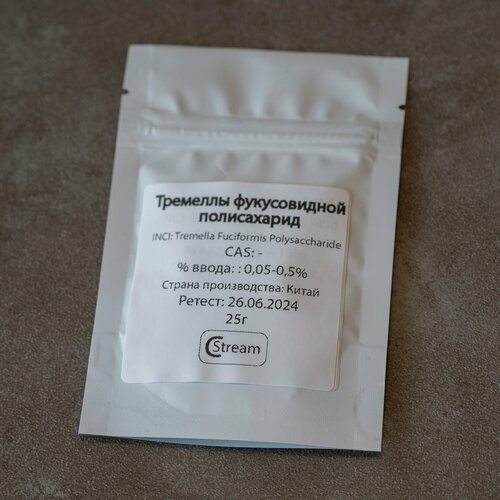 Тремеллы фукусовидной
полисахарид
INCI: Tremella Fuciformis Polysaccharide
CAS: -
% ввода: : 0,05-0,5%
Страна производства: Китай
Ретест: 26.06.2024
25г
CStream